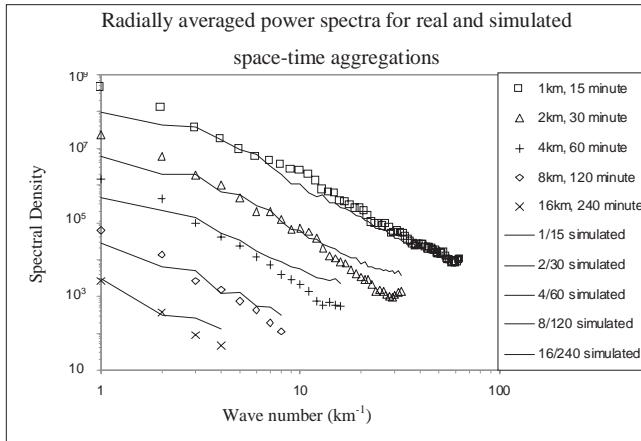 Radially averaged power spectra for real and simulated
space-time aggregations
10⁹
10⁷
10⁵
10³
10
1
10
100
Spectral Density
Wave number (km⁻¹)
1km, 15 minute
2km, 30 minute
4km, 60 minute
8km, 120 minute
16km, 240 minute
1/15 simulated
2/30 simulated
4/60 simulated
8/120 simulated
16/240 simulated